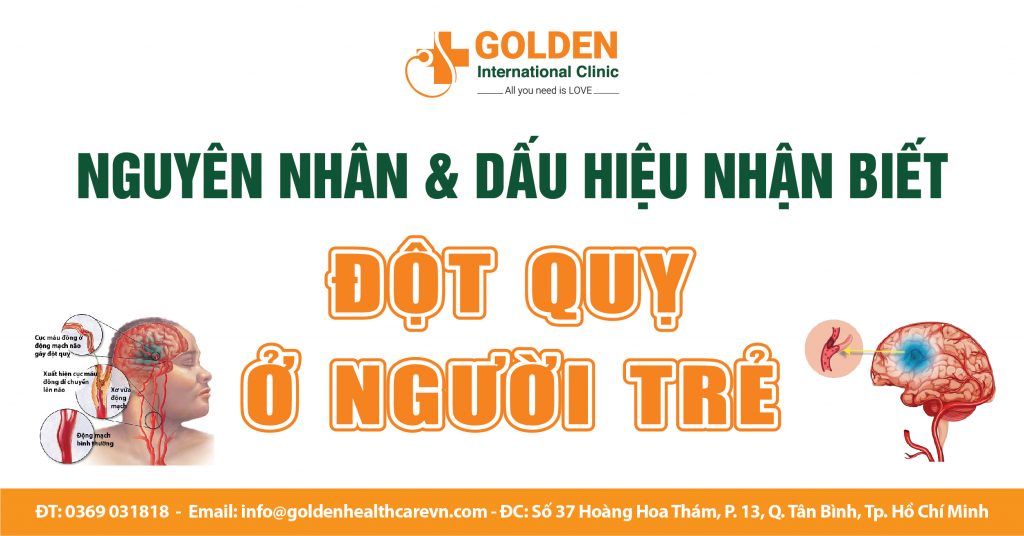 GOLDEN
International Clinic
All you need is LOVE
NGUYÊN NHÂN & DẤU HIỆU NHẬN BIẾT
ĐỘT QUỴ
Ở NGƯỜI TRẺ
Cục máu đông ở
động mạch não
gây đột quỵ
Xuất hiện cục máu
đông di chuyển
lên não
Xơ vữa
động
mạch
Động mạch
bình thường
ĐT: 0369 031818 - Email: info@goldenhealthcarevn.com - ĐC: Số 37 Hoàng Hoa Thám, P. 13, Q. Tân Bình, Tp. Hồ Chí Minh